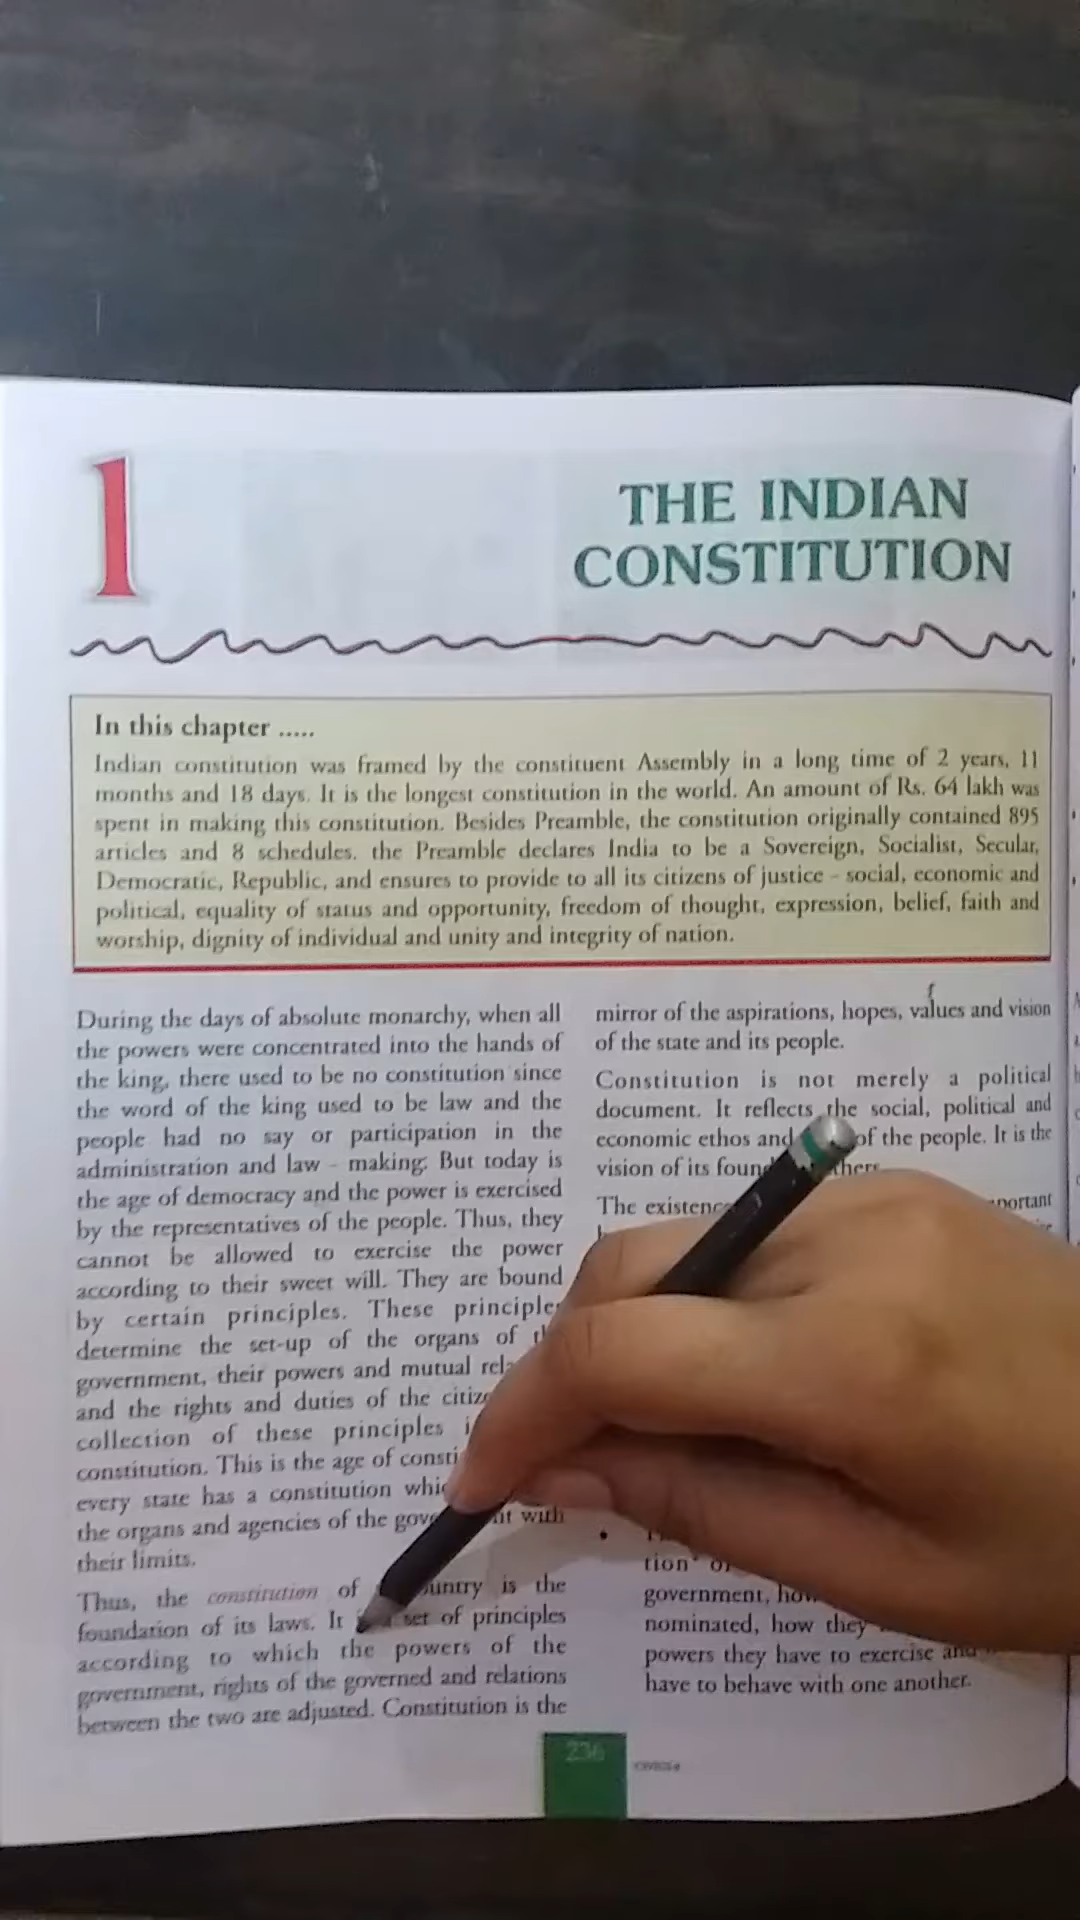 1
THE INDIAN
CONSTITUTION
In this chapter .....
Indian constitution was framed by the constituent Assembly in a long time of 2 years, 11
months and 18 days. It is the longest constitution in the world. An amount of Rs. 64 lakh was
spent in making this constitution. Besides Preamble, the constitution originally contained 895
articles and 8 schedules. the Preamble declares India to be a Sovereign, Socialist, Secular,
Democratic, Republic, and ensures to provide to all its citizens of justice - social, economic and
political, equality of status and opportunity, freedom of thought, expression, belief, faith and
worship, dignity of individual and unity and integrity of nation.
During the days of absolute monarchy, when all
the powers were concentrated into the hands of
the king, there used to be no constitution since
the word of the king used to be law and the
people had no say or participation in the
administration and law - making. But today is
the age of democracy and the power is exercised
by the representatives of the people. Thus, they
cannot be allowed to exercise the power
according to their sweet will. They are bound
by certain principles. These
determine the set-up of the organs of
government, their powers and mutual
and the rights and duties of the
collection of these principles
constitution. This is the age of
every state has a constitution
the organs and agencies of the with
their limits.
Thus, the constitution of is the
foundation of its laws. It set of principles
according to which the powers of the
government, rights of the governed and relations
between the two are adjusted. Constitution is the
mirror of the aspirations, hopes, values and vision
of the state and its people.
Constitution is not merely a political
document. It reflects the social, political and
economic ethos and of the people. It is the
vision of its
The
government,
nominated, how they
powers they have to exercise
have to behave with one another.
236